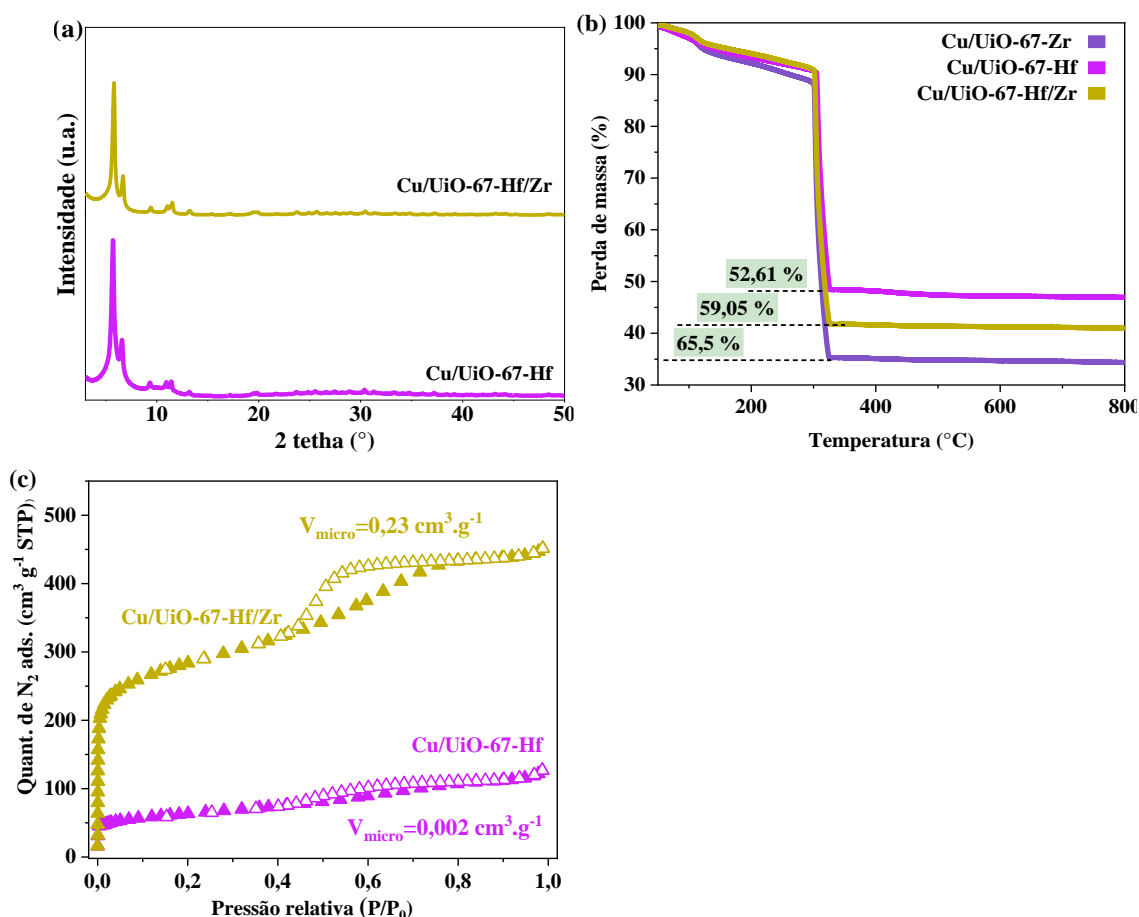 (a)
Intensidade (u.a.)
Cu/UiO-67-Hf/Zr
Cu/UiO-67-Hf
10
20
30
40
50
2 tetha (°)
(b)
Perda de massa (%)
100
90
80
70
60
50
40
30
Cu/UiO-67-Zr
Cu/UiO-67-Hf
Cu/UiO-67-Hf/Zr
52,61 %
59,05 %
65,5 %
200
400
600
800
Temperatura (°C)
(c)
Quant. de N2 ads. (cm³ g⁻¹ STP)
500
400
300
200
100
0
Vmicro=0,23 cm³.g⁻¹
Cu/UiO-67-Hf/Zr
Cu/UiO-67-Hf
Vmicro=0,002 cm³.g⁻¹
0,0
0,2
0,4
0,6
0,8
1,0
Pressão relativa (P/P0)